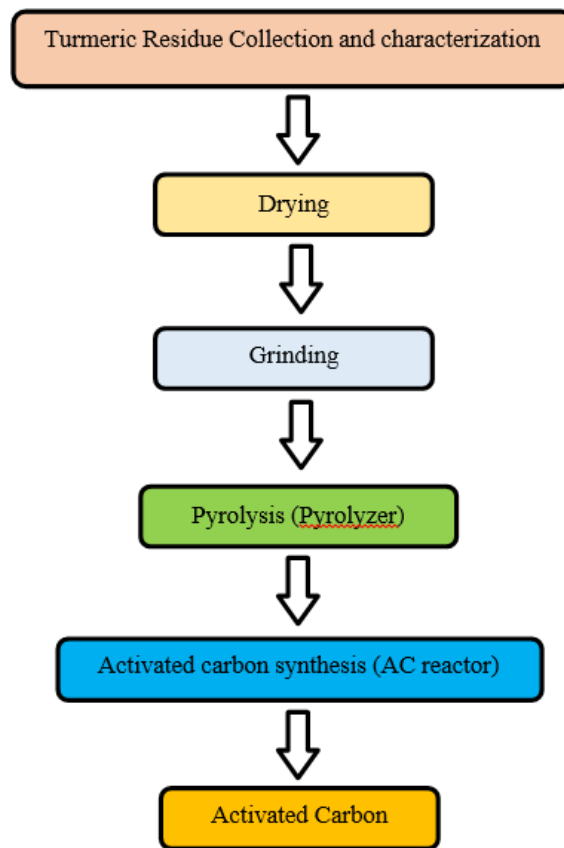 Turmeric Residue Collection and characterization
Drying
Grinding
Pyrolysis (Pyrolyzer)
Activated carbon synthesis (AC reactor)
Activated Carbon